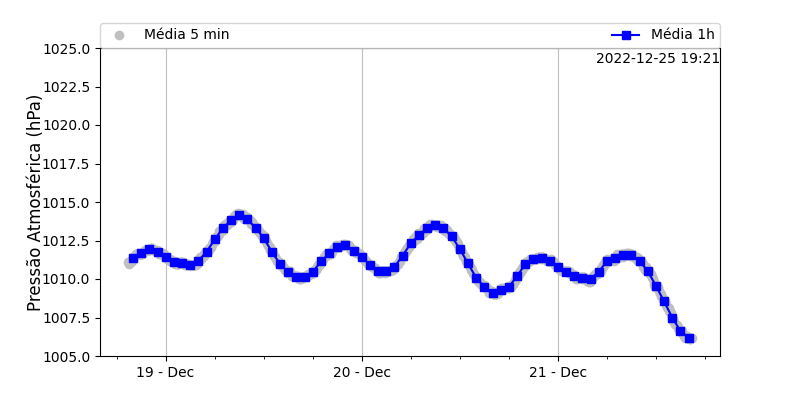 Média 5 min
Média 1h
2022-12-25 19:21
Pressão Atmosférica (hPa)
1025.0
1022.5
1020.0
1017.5
1015.0
1012.5
1010.0
1007.5
1005.0
19 - Dec
20 - Dec
21 - Dec